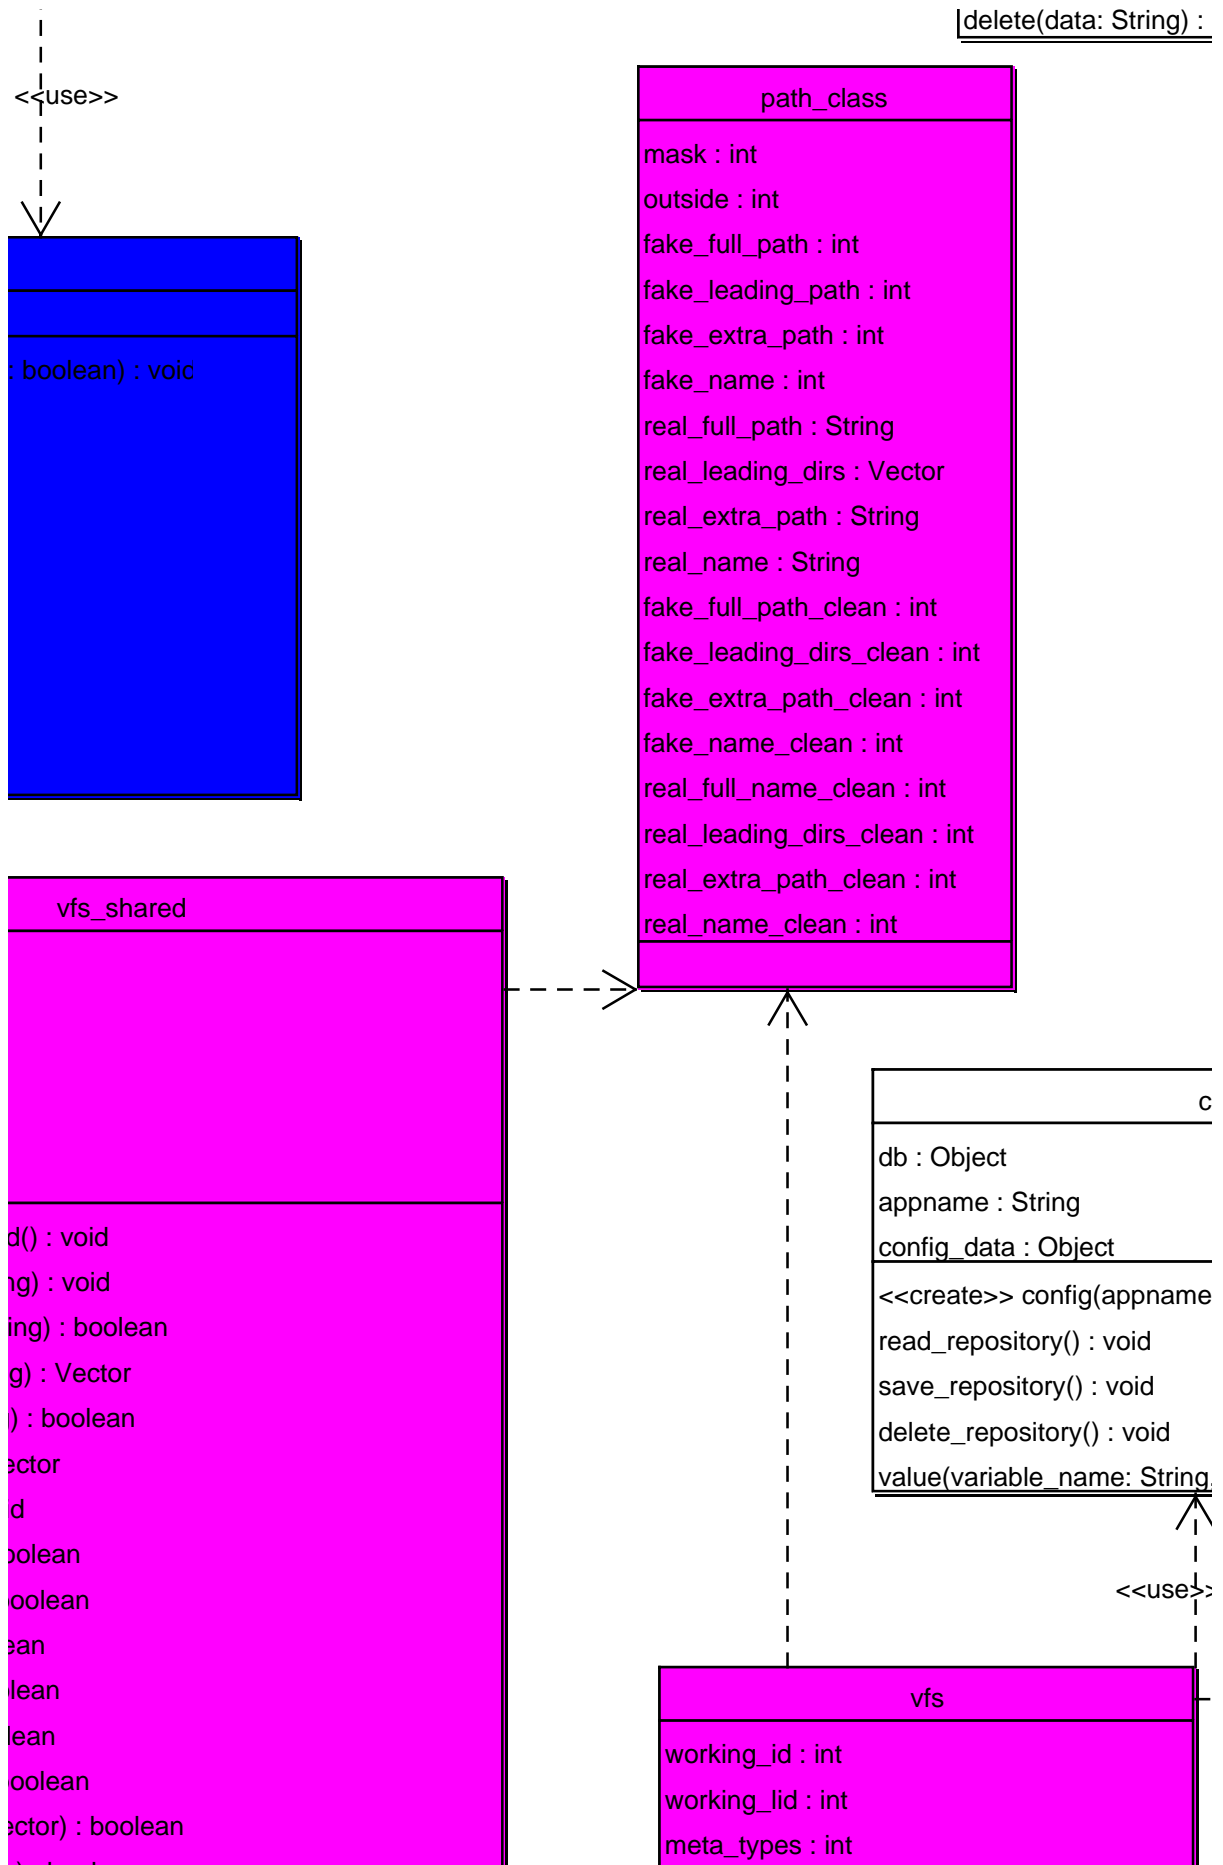 delete(data: String) :
<<use>>
: boolean) : void
path_class
mask : int
outside : int
fake_full_path : int
fake_leading_path : int
fake_extra_path : int
fake_name : int
real_full_path : String
real_leading_dirs : Vector
real_extra_path : String
real_name : String
fake_full_path_clean : int
fake_leading_dirs_clean : int
fake_extra_path_clean : int
fake_name_clean : int
real_full_name_clean : int
real_leading_dirs_clean : int
real_extra_path_clean : int
real_name_clean : int
vfs_shared
d() : void
ng) : void
ing) : boolean
g) : Vector
) : boolean
ector
d
oolean
boolean
ean
lean
lean
boolean
ector) : boolean
c
db : Object
appname : String
config_data : Object
<<create>> config(appname
read_repository() : void
save_repository() : void
delete_repository() : void
value(variable_name: String,
<<use>>
vfs
working_id : int
working_lid : int
meta_types : int